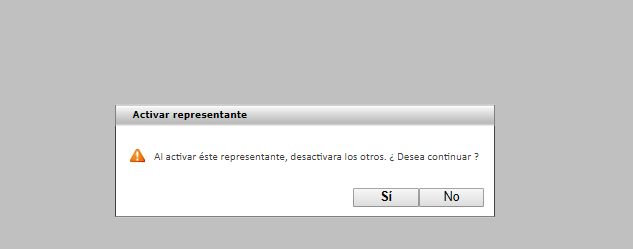 Activar representante
Al activar éste representante, desactivara los otros. ¿ Desea continuar ?
Sí No